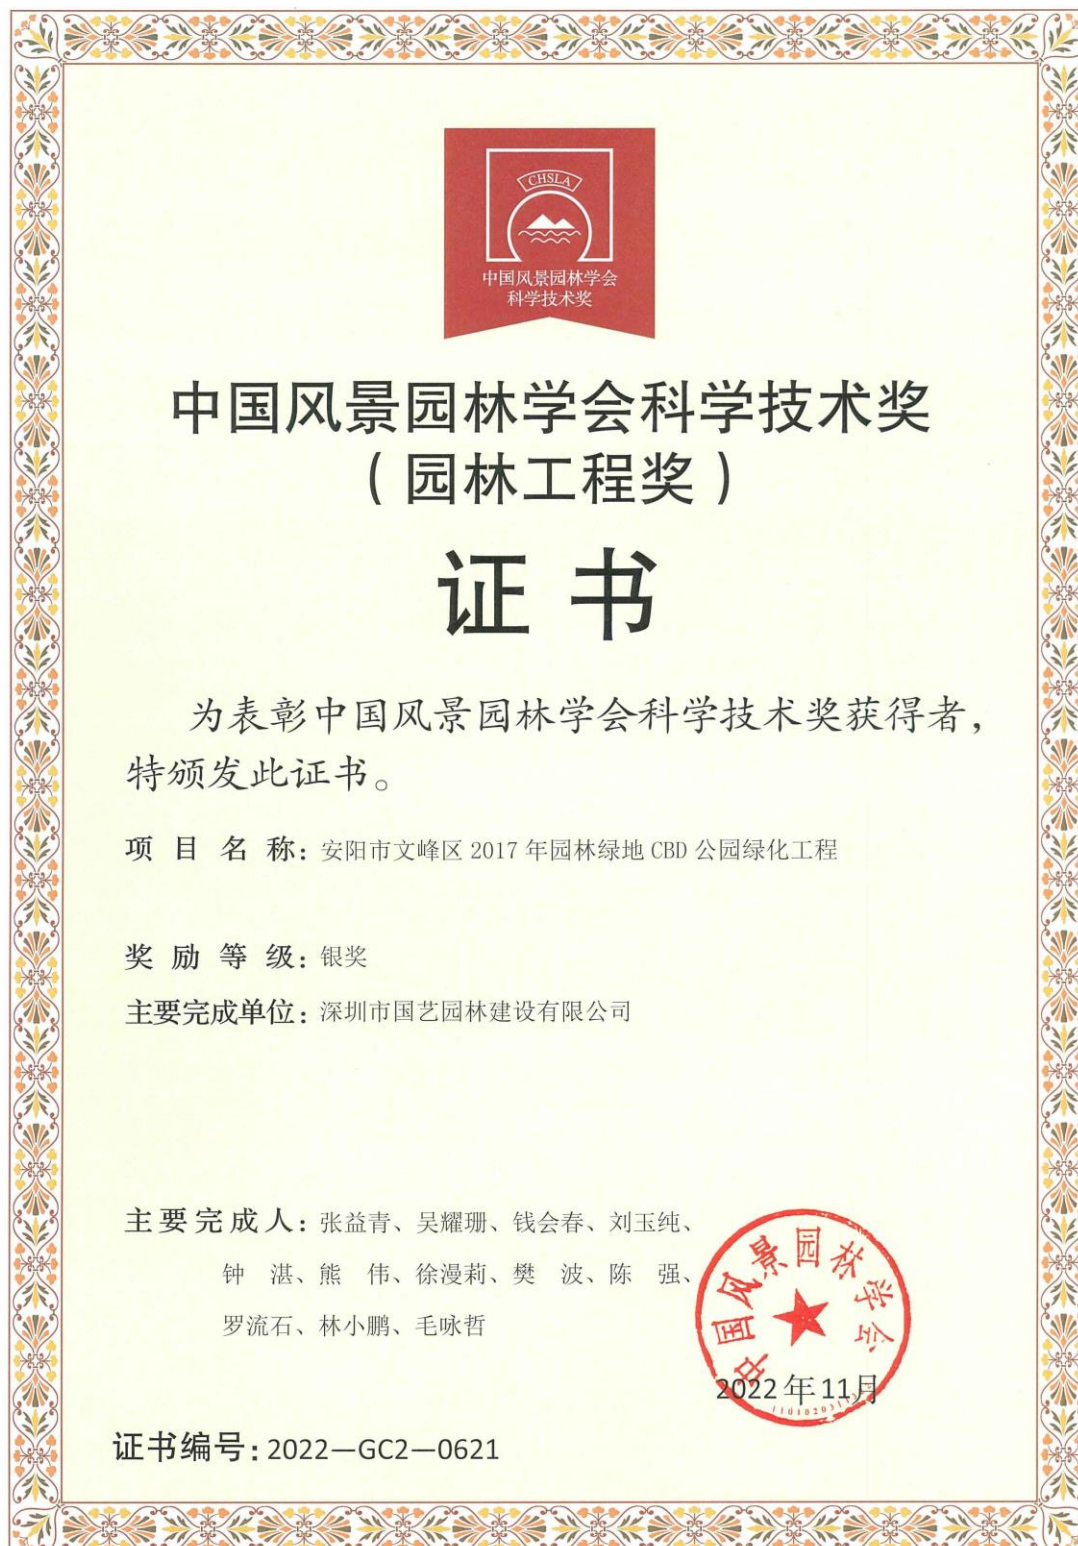 CHSLA
中国风景园林学会
科学技术奖
中国风景园林学会科学技术奖
（园林工程奖）
证书
为表彰中国风景园林学会科学技术奖获得者，
特颁发此证书。
项目名称：安阳市文峰区 2017 年园林绿地 CBD 公园绿化工程
奖励等级：银奖
主要完成单位：深圳市国艺园林建设有限公司
主要完成人：张益青、吴耀珊、钱会春、刘玉纯、
钟 湛、熊 伟、徐漫莉、樊 波、陈 强、
罗流石、林小鹏、毛咏哲
中国风景园林学会
2022年11月
证书编号：2022—GC2—0621